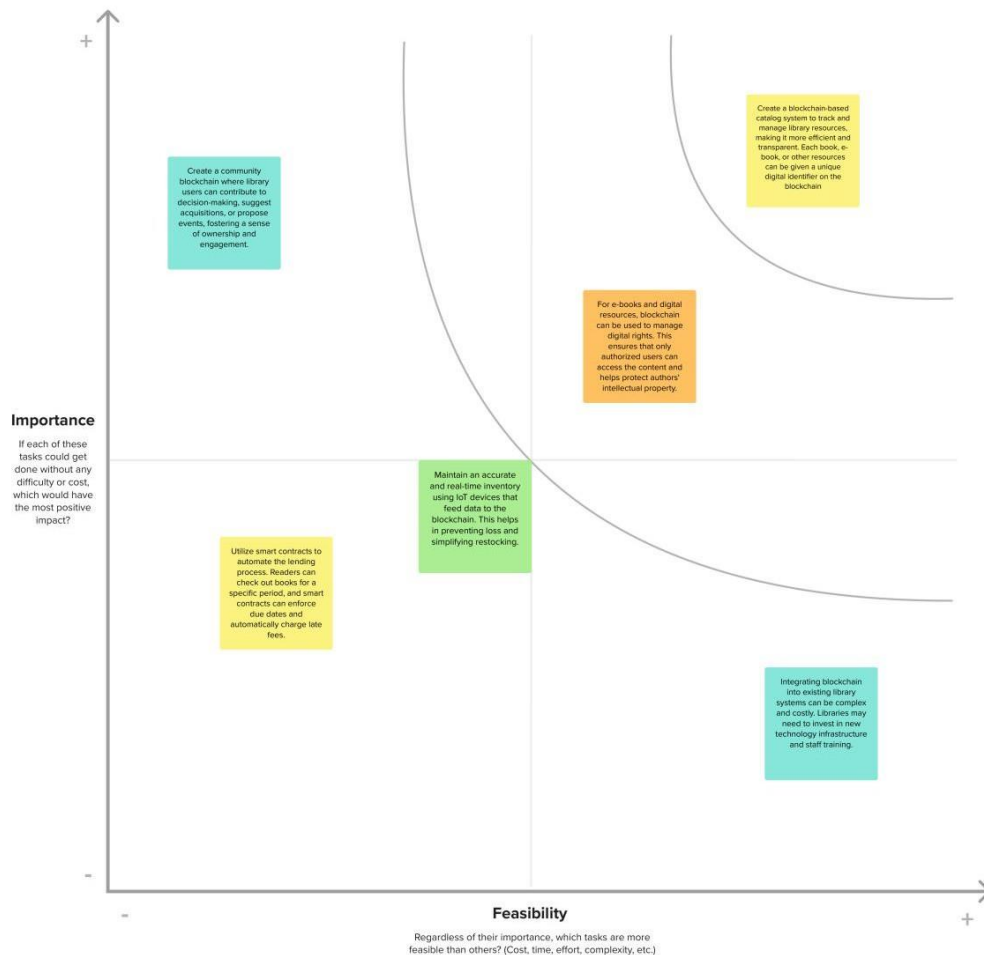 +
Create a blockchain-based
catalog system to track and
manage library resources,
making it more efficient and
transparent. Each book, e-
book, or other resources
can be given a unique
digital identifier on the
blockchain
Create a community
blockchain where library
users can contribute to
decision-making, suggest
acquisitions, or propose
events, fostering a sense
of ownership and
engagement.
For e-books and digital
resources, blockchain
can be used to manage
digital rights. This
ensures that only
authorized users can
access the content and
helps protect authors'
intellectual property.
Importance
If each of these
tasks could get
done without any
difficulty or cost,
which would have
the most positive
impact?
Maintain an accurate
and real-time inventory
using IoT devices that
feed data to the
blockchain. This helps
in preventing loss and
simplifying restocking.
Utilize smart contracts to
automate the lending
process. Readers can
check out books for a
specific period, and smart
contracts can enforce
due dates and
automatically charge late
fees.
Integrating blockchain
into existing library
systems can be complex
and costly. Libraries may
need to invest in new
technology infrastructure
and staff training.
-
-
Feasibility
+
Regardless of their importance, which tasks are more
feasible than others? (Cost, time, effort, complexity, etc.)